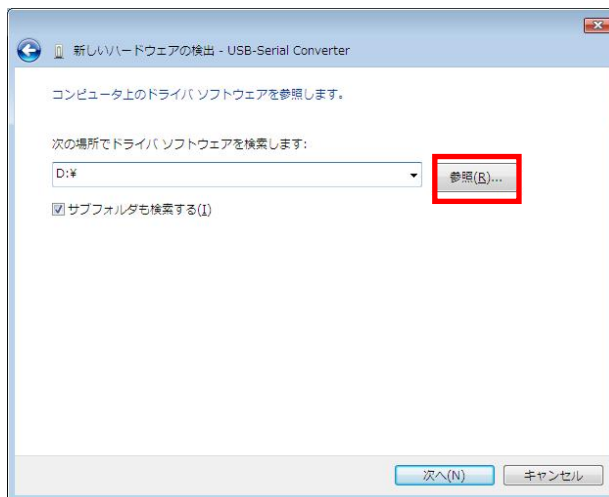 新しいハードウェアの検出 - USB-Serial Converter
コンピュータ上のドライバ ソフトウェアを参照します。
次の場所でドライバ ソフトウェアを検索します:
D:¥
参照(R)...
サブフォルダも検索する(I)
次へ(N)
キャンセル